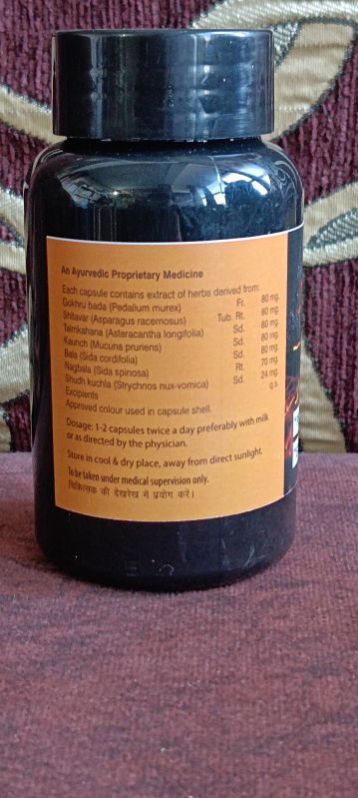 An Ayurvedic Proprietary Medicine
Each capsule contains extract of herbs derived from:
Gokhru bada (Pedalium murex) Fr. 80 mg.
Shtavar (Asparagus racemosus) Tub. Rt. 80 mg.
Talmkahana (Asteracantha longifolia) Sd. 80 mg.
Kaunch (Mucuna pruriens) Sd. 80 mg.
Bala (Sida cordifolia) Sd. 80 mg.
Nagbala (Sida spinosa) Rt. 70 mg.
Shudh kuchla (Strychnos nux-vomica) Sd. 24 mg.
Excipients q.s.
Approved colour used in capsule shell.
Dosage: 1-2 capsules twice a day preferably with milk
or as directed by the physician.
Store in cool & dry place, away from direct sunlight.
To be taken under medical supervision only.
चिकित्सक की देखरेख में प्रयोग करें।